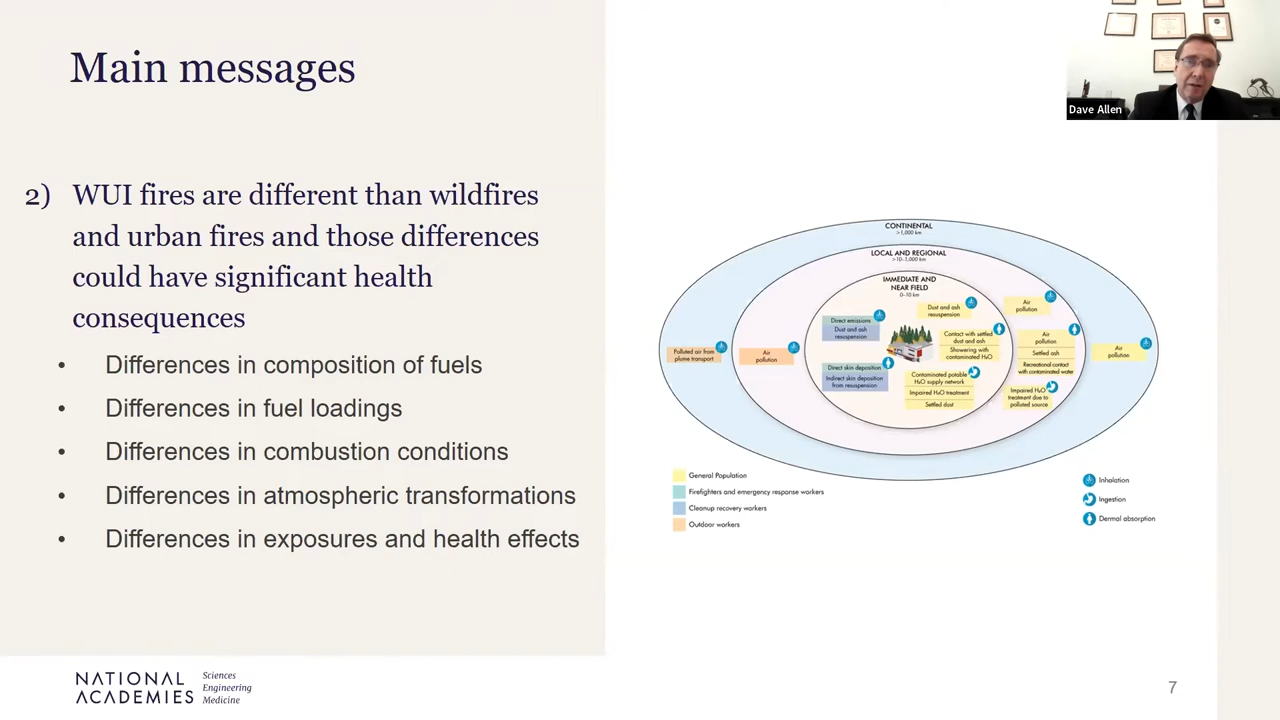 Main messages
Dave Allen
2) WUI fires are different than wildfires
and urban fires and those differences
could have significant health
consequences
• Differences in composition of fuels
• Differences in fuel loadings
• Differences in combustion conditions
• Differences in atmospheric transformations
• Differences in exposures and health effects
CONTINENTAL
>1,000 km
LOCAL AND REGIONAL
>10-1,000 km
IMMEDIATE AND
NEAR FIELD
0-10 km
Polluted air from
plume transport
Air
pollution
Direct emissions
Dust and ash
resuspension
Direct skin deposition
Indirect skin deposition
from resuspension
Dust and ash
resuspension
Contact with settled
dust and ash
Showering with
contaminated H₂O
Contaminated potable
H₂O supply network
Impaired H₂O treatment
Settled dust
Air
pollution
Air
pollution
Settled ash
Recreational contact
with contaminated water
Impaired H₂O
treatment due to
polluted source
Air
pollution
General Population
Firefighters and emergency response workers
Cleanup recovery workers
Outdoor workers
Inhalation
Ingestion
Dermal absorption
NATIONAL
ACADEMIES
Sciences
Engineering
Medicine
7